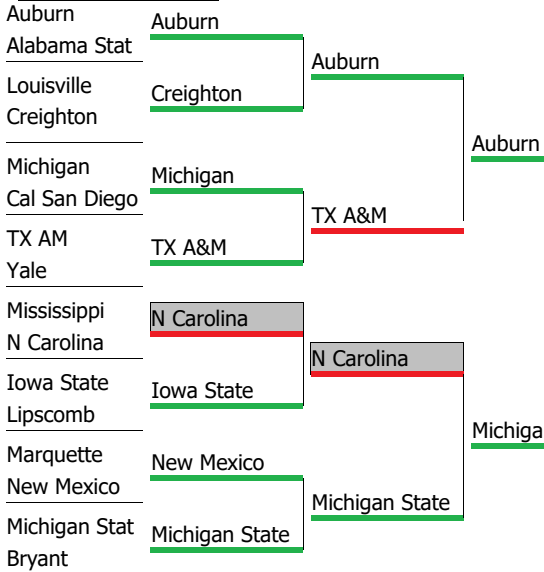 Auburn
Alabama Stat
Louisville
Creighton
Michigan
Cal San Diego
TX AM
Yale
Mississippi
N Carolina
Iowa State
Lipscomb
Marquette
New Mexico
Michigan Stat
Bryant
Auburn
Creighton
Michigan
TX A&M
N Carolina
Iowa State
New Mexico
Michigan State
Auburn
TX A&M
N Carolina
Michigan State
Auburn
Michiga